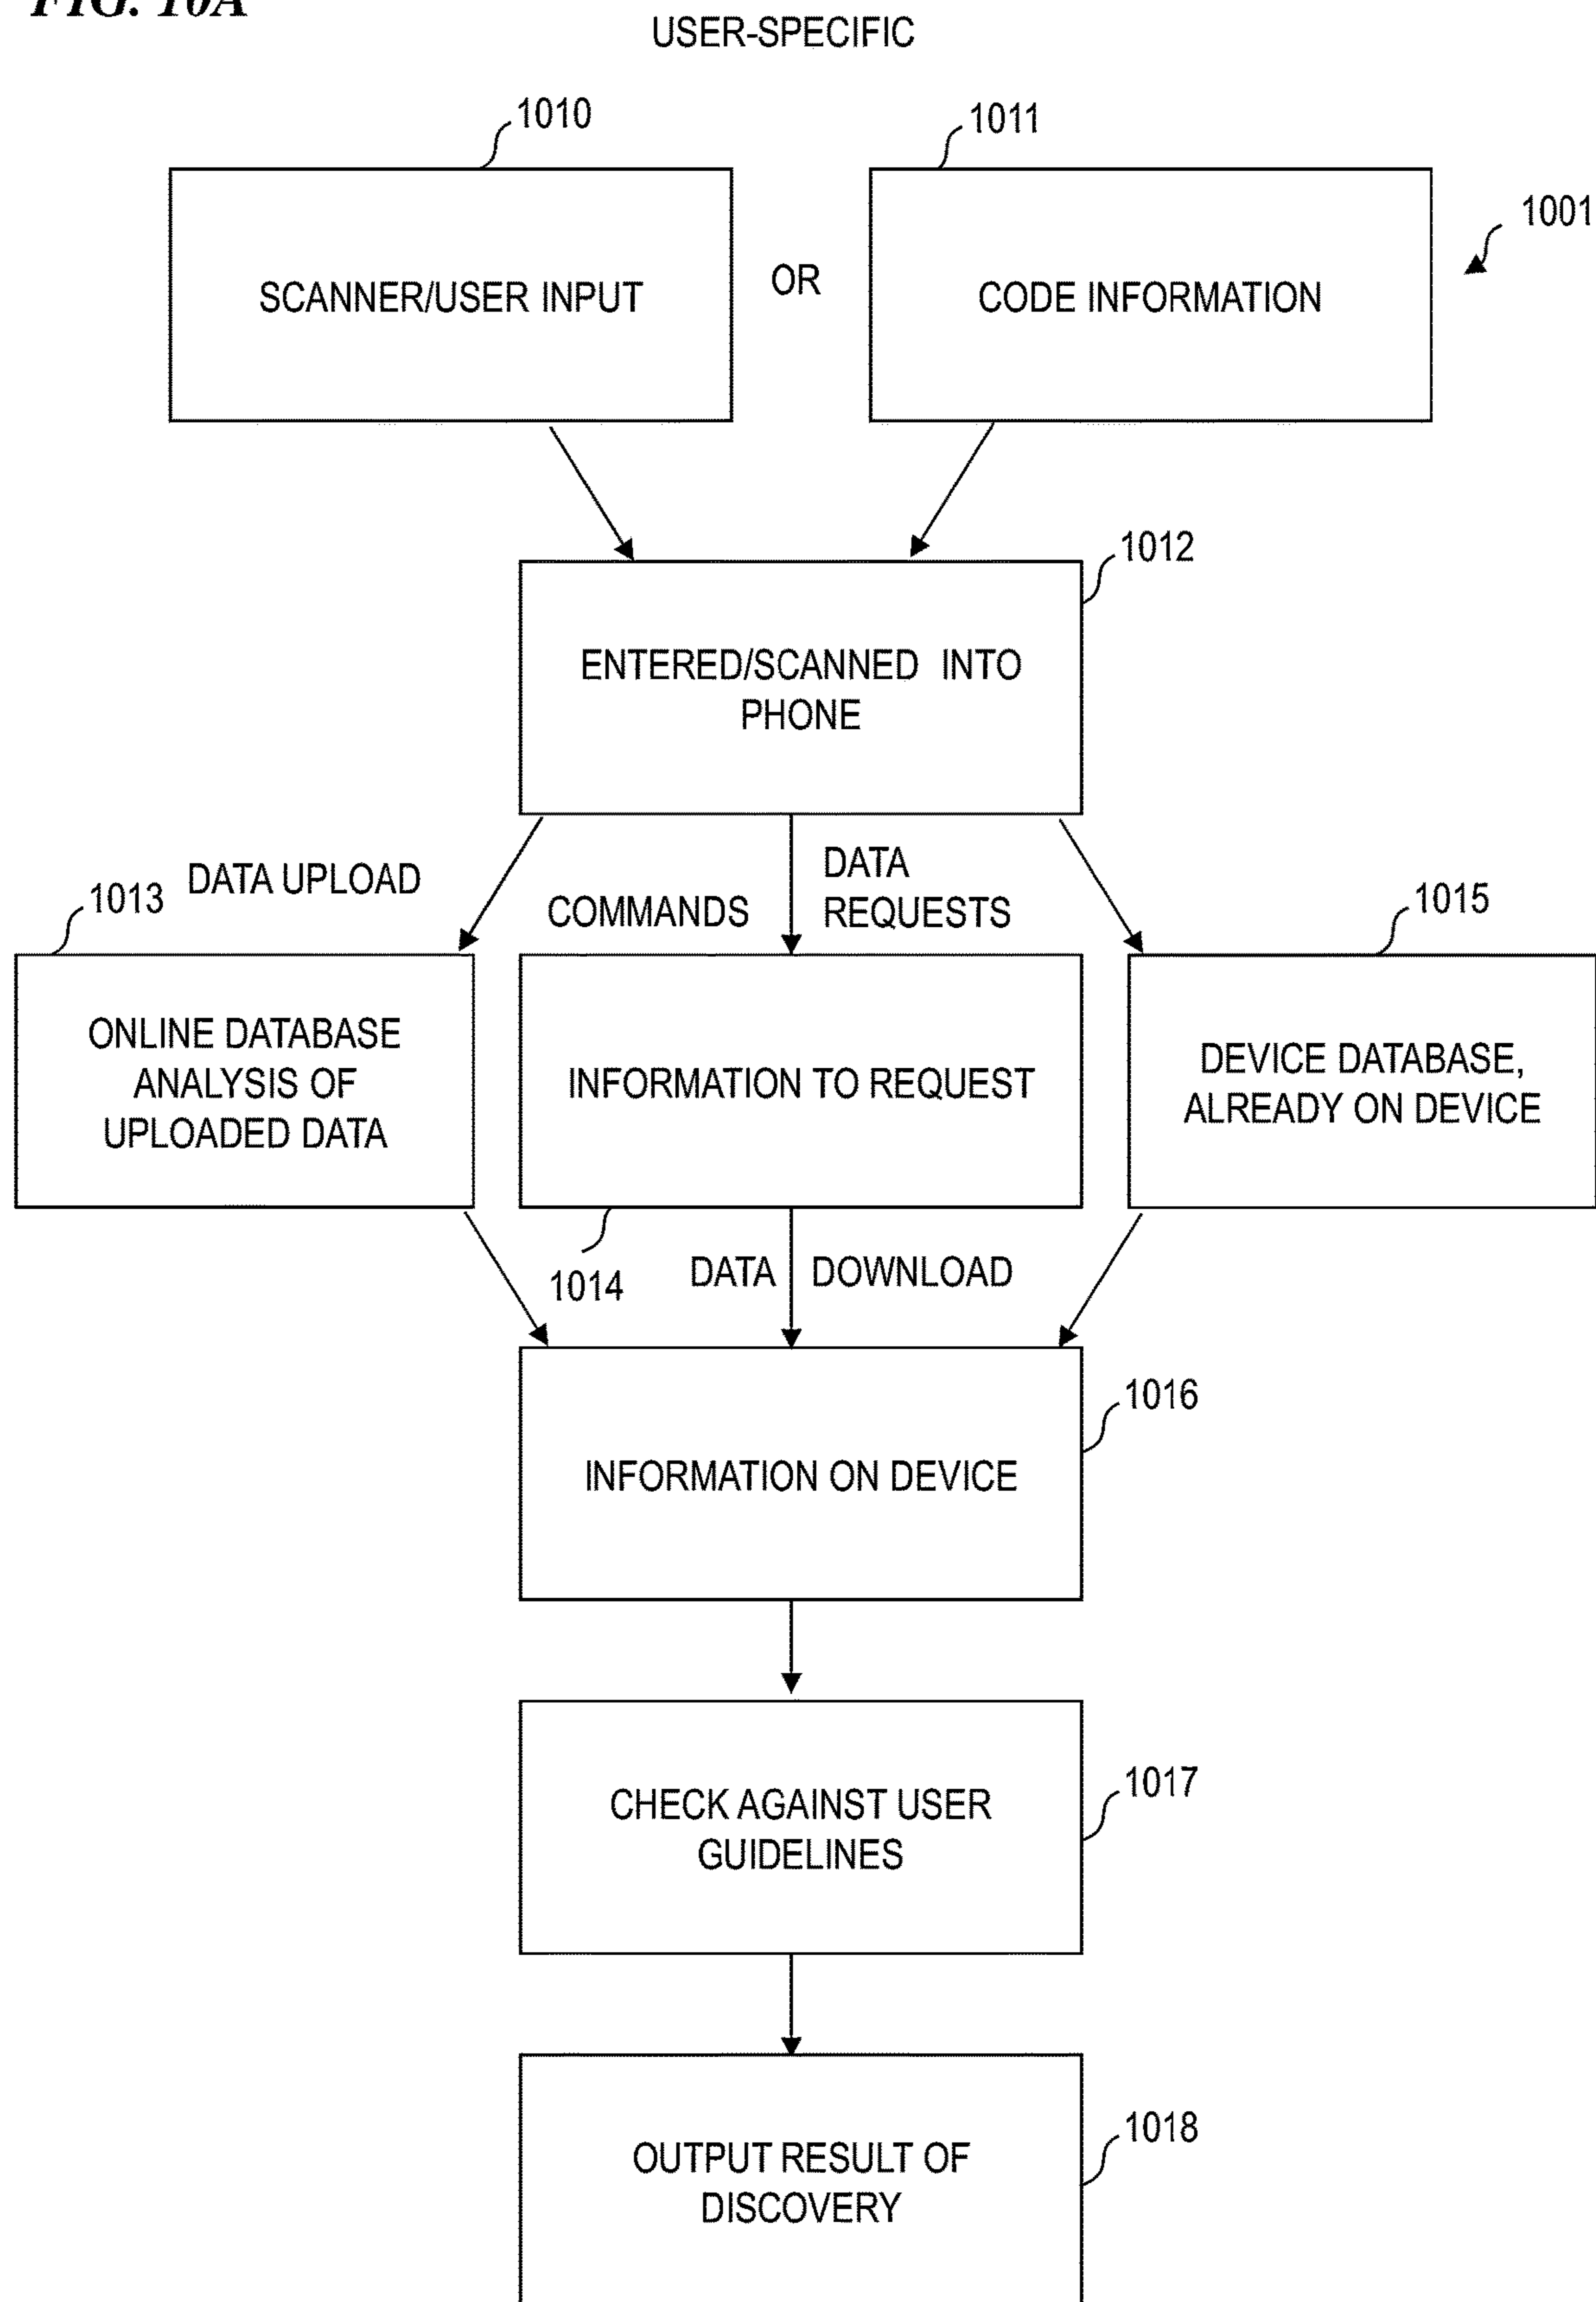 FIG. 10A
USER-SPECIFIC
1010
1011
1001
SCANNER/USER INPUT
OR
CODE INFORMATION
1012
ENTERED/SCANNED INTO
PHONE
DATA UPLOAD
COMMANDS
DATA
REQUESTS
1013
1015
ONLINE DATABASE
ANALYSIS OF
UPLOADED DATA
INFORMATION TO REQUEST
DEVICE DATABASE,
ALREADY ON DEVICE
1014
DATA DOWNLOAD
1016
INFORMATION ON DEVICE
1017
CHECK AGAINST USER
GUIDELINES
1018
OUTPUT RESULT OF
DISCOVERY